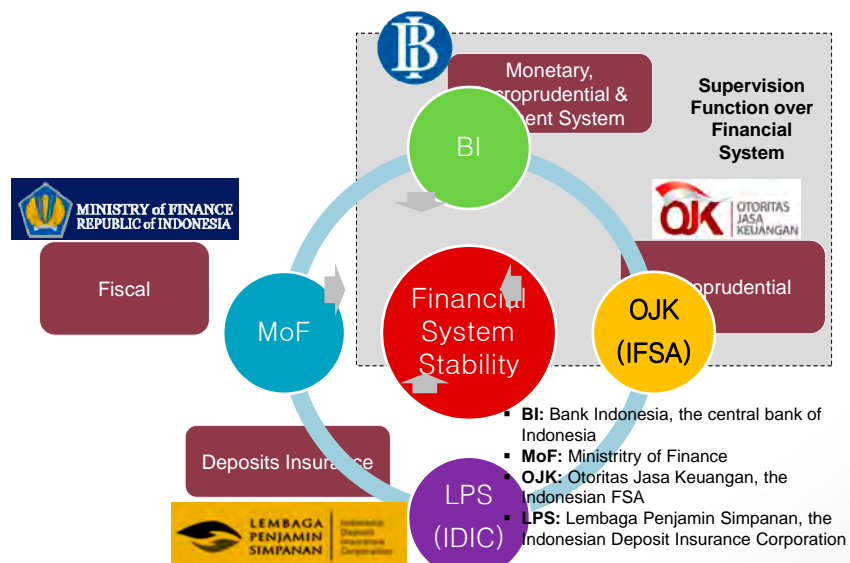 BI
Monetary,
croprudential &
ent System
Supervision
Function over
Financial
System
BI
MINISTRY of FINANCE
REPUBLIC of INDONESIA
OJK
OTORITAS
JASA
KEUANGAN
Fiscal
MoF
Financial
System
Stability
OJK
(IFSA)
oprudential
Deposits Insurance
LPS
(IDIC)
LEMBAGA
PENJAMIN
SIMPANAN
Indonesia
Deposit
Insurance
Corporation
▪ BI: Bank Indonesia, the central bank of
Indonesia
▪ MoF: Ministritry of Finance
▪ OJK: Otoritas Jasa Keuangan, the
Indonesian FSA
▪ LPS: Lembaga Penjamin Simpanan, the
Indonesian Deposit Insurance Corporation